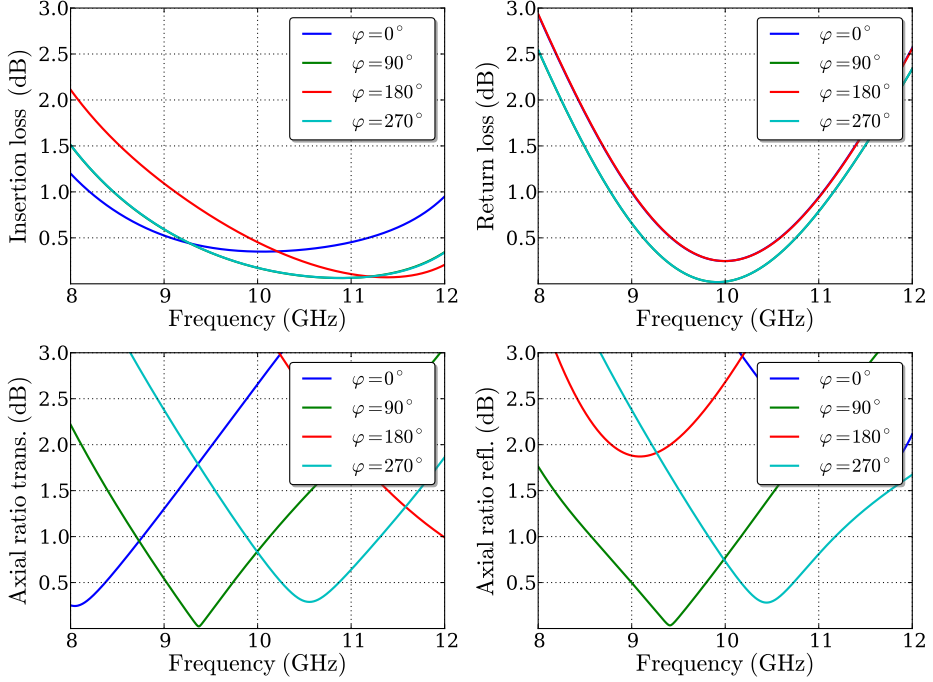 3.0
2.5
2.0
1.5
1.0
0.5
Insertion loss (dB)
φ=0°
φ=90°
φ=180°
φ=270°
8 9 10 11 12
Frequency (GHz)
3.0
2.5
2.0
1.5
1.0
0.5
Return loss (dB)
φ=0°
φ=90°
φ=180°
φ=270°
8 9 10 11 12
Frequency (GHz)
3.0
2.5
2.0
1.5
1.0
0.5
Axial ratio trans. (dB)
φ=0°
φ=90°
φ=180°
φ=270°
8 9 10 11 12
Frequency (GHz)
3.0
2.5
2.0
1.5
1.0
0.5
Axial ratio refl. (dB)
φ=0°
φ=90°
φ=180°
φ=270°
8 9 10 11 12
Frequency (GHz)